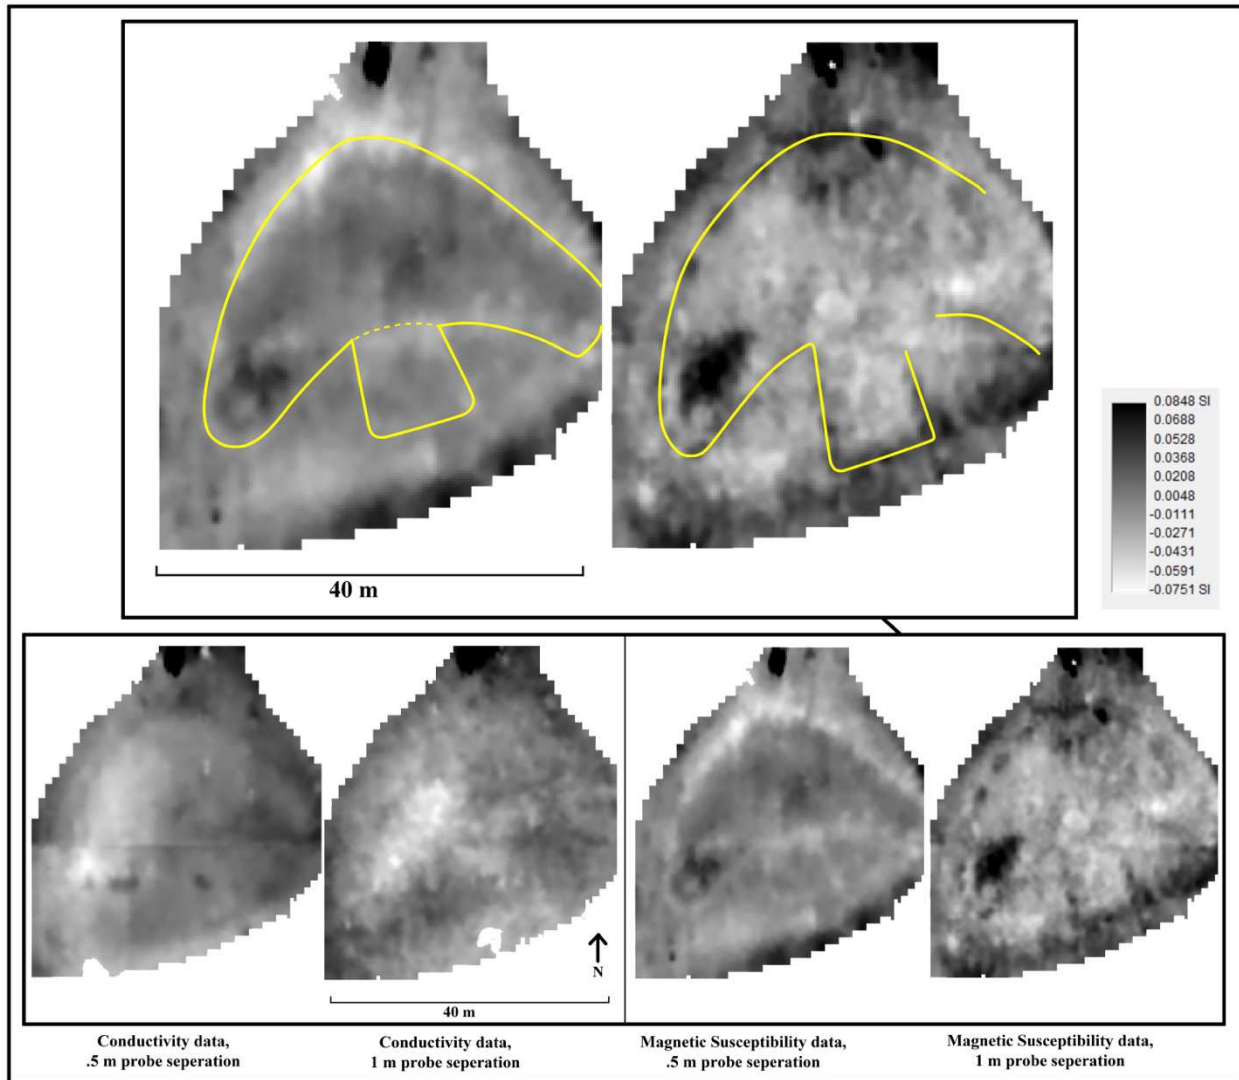 0.0848 SI
0.0688
0.0528
0.0368
0.0208
0.0048
-0.0111
-0.0271
-0.0431
-0.0591
-0.0751 SI
40 m
N
40 m
Conductivity data,
.5 m probe seperation
Conductivity data,
1 m probe seperation
Magnetic Susceptibility data,
.5 m probe seperation
Magnetic Susceptibility data,
1 m probe seperation